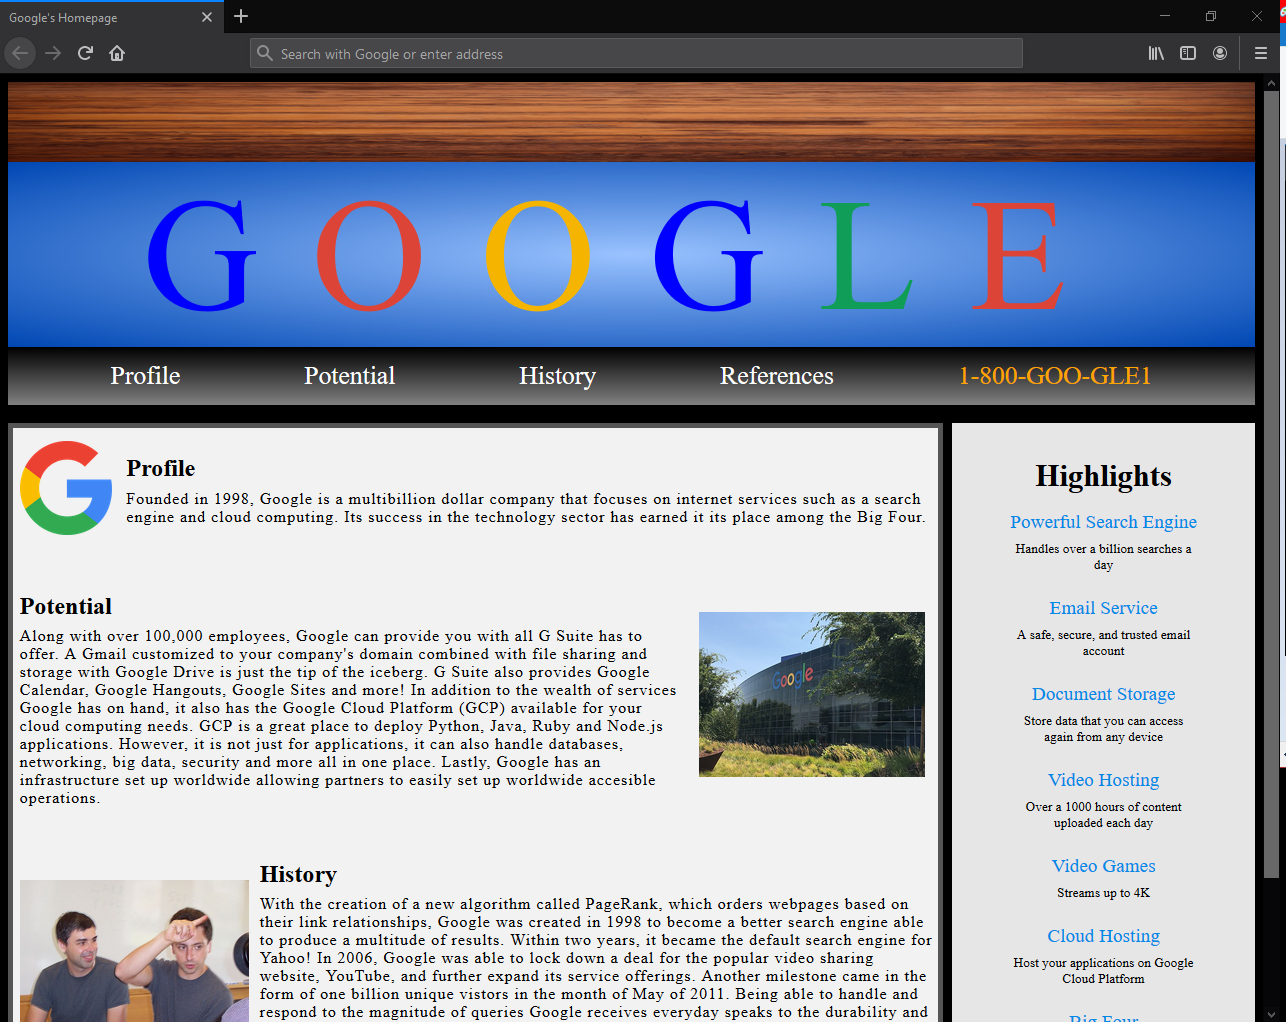 Google's Homepage
Search with Google or enter address
G O O G L E
Profile Potential History References 1-800-GOO-GLE1
Profile
Founded in 1998, Google is a multibillion dollar company that focuses on internet services such as a search
engine and cloud computing. Its success in the technology sector has earned it its place among the Big Four.
Potential
Along with over 100,000 employees, Google can provide you with all G Suite has to
offer. A Gmail customized to your company's domain combined with file sharing and
storage with Google Drive is just the tip of the iceberg. G Suite also provides Google
Calendar, Google Hangouts, Google Sites and more! In addition to the wealth of services
Google has on hand, it also has the Google Cloud Platform (GCP) available for your
cloud computing needs. GCP is a great place to deploy Python, Java, Ruby and Node.js
applications. However, it is not just for applications, it can also handle databases,
networking, big data, security and more all in one place. Lastly, Google has an
infrastructure set up worldwide allowing partners to easily set up worldwide accesible
operations.
Google
History
With the creation of a new algorithm called PageRank, which orders webpages based on
their link relationships, Google was created in 1998 to become a better search engine able
to produce a multitude of results. Within two years, it became the default search engine for
Yahoo! In 2006, Google was able to lock down a deal for the popular video sharing
website, YouTube, and further expand its service offerings. Another milestone came in the
form of one billion unique vistors in the month of May of 2011. Being able to handle and
respond to the magnitude of queries Google receives everyday speaks to the durability and
Highlights
Powerful Search Engine
Handles over a billion searches a
day
Email Service
A safe, secure, and trusted email
account
Document Storage
Store data that you can access
again from any device
Video Hosting
Over a 1000 hours of content
uploaded each day
Video Games
Streams up to 4K
Cloud Hosting
Host your applications on Google
Cloud Platform
Big Four